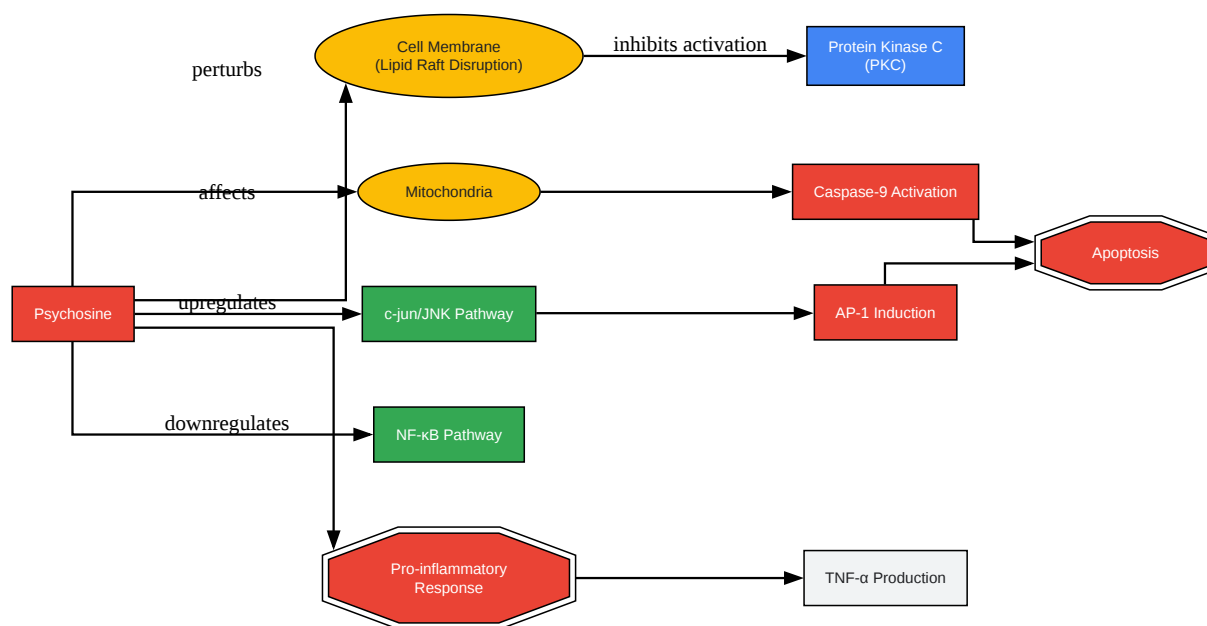 Cell Membrane
(Lipid Raft Disruption)
inhibits activation
Protein Kinase C
(PKC)
perturbs
affects
Mitochondria
Caspase-9 Activation
Apoptosis
Psychosine
upregulates
c-jun/JNK Pathway
AP-1 Induction
downregulates
NF-κB Pathway
Pro-inflammatory
Response
TNF-α Production